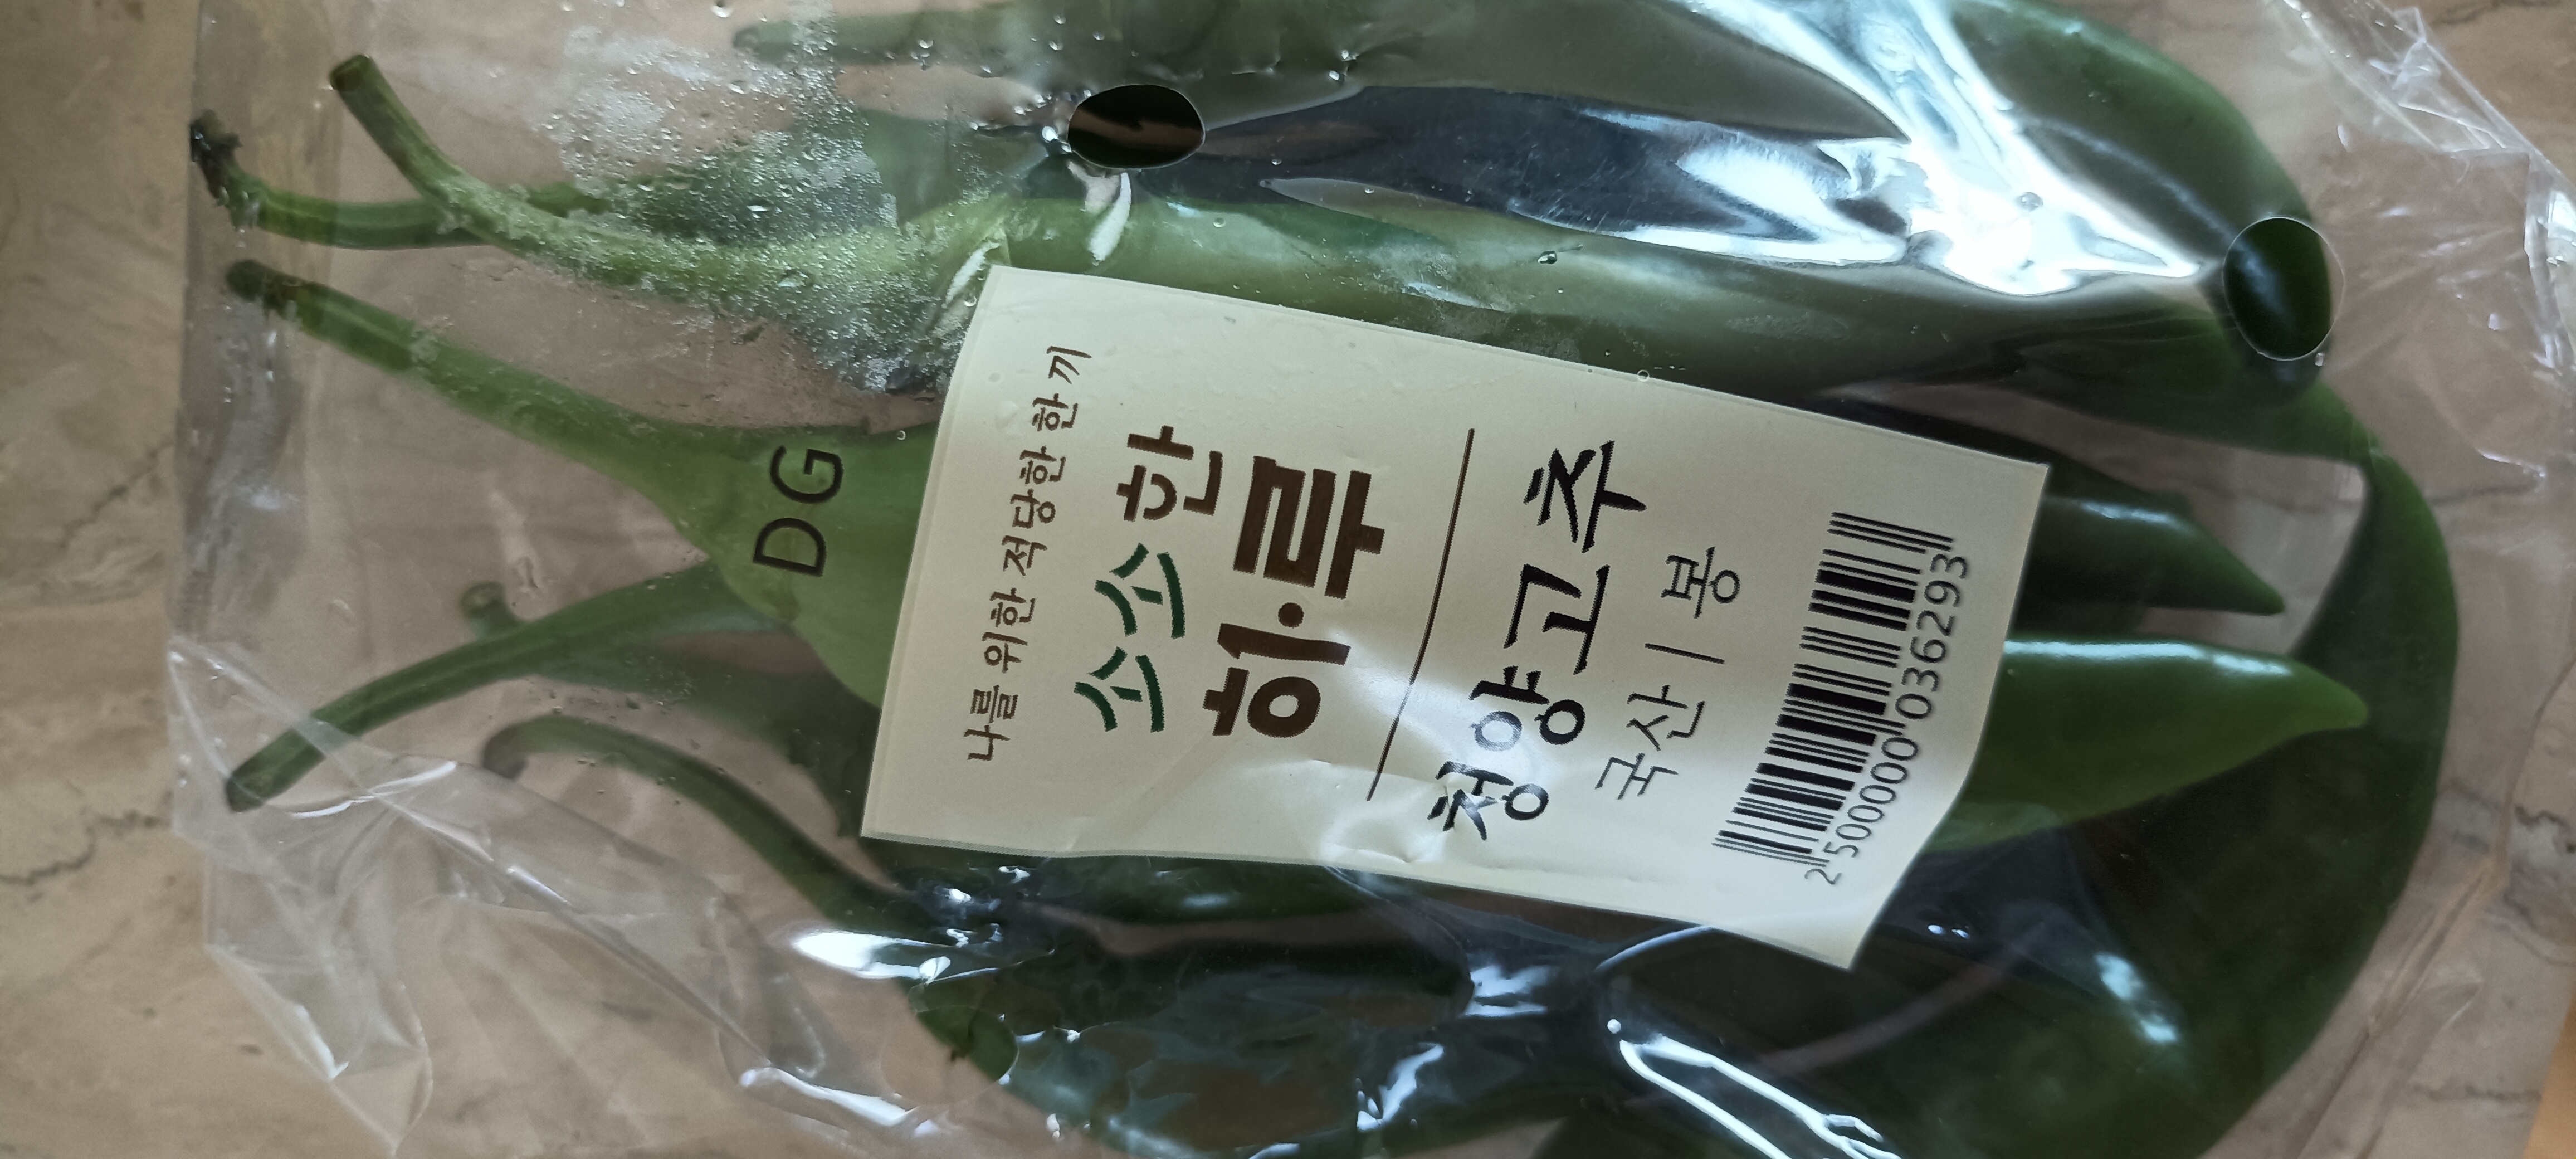 DG
나를 위한 적당한 한 끼
소소한
하루
청양고추
국산 | 봉
2500000362293